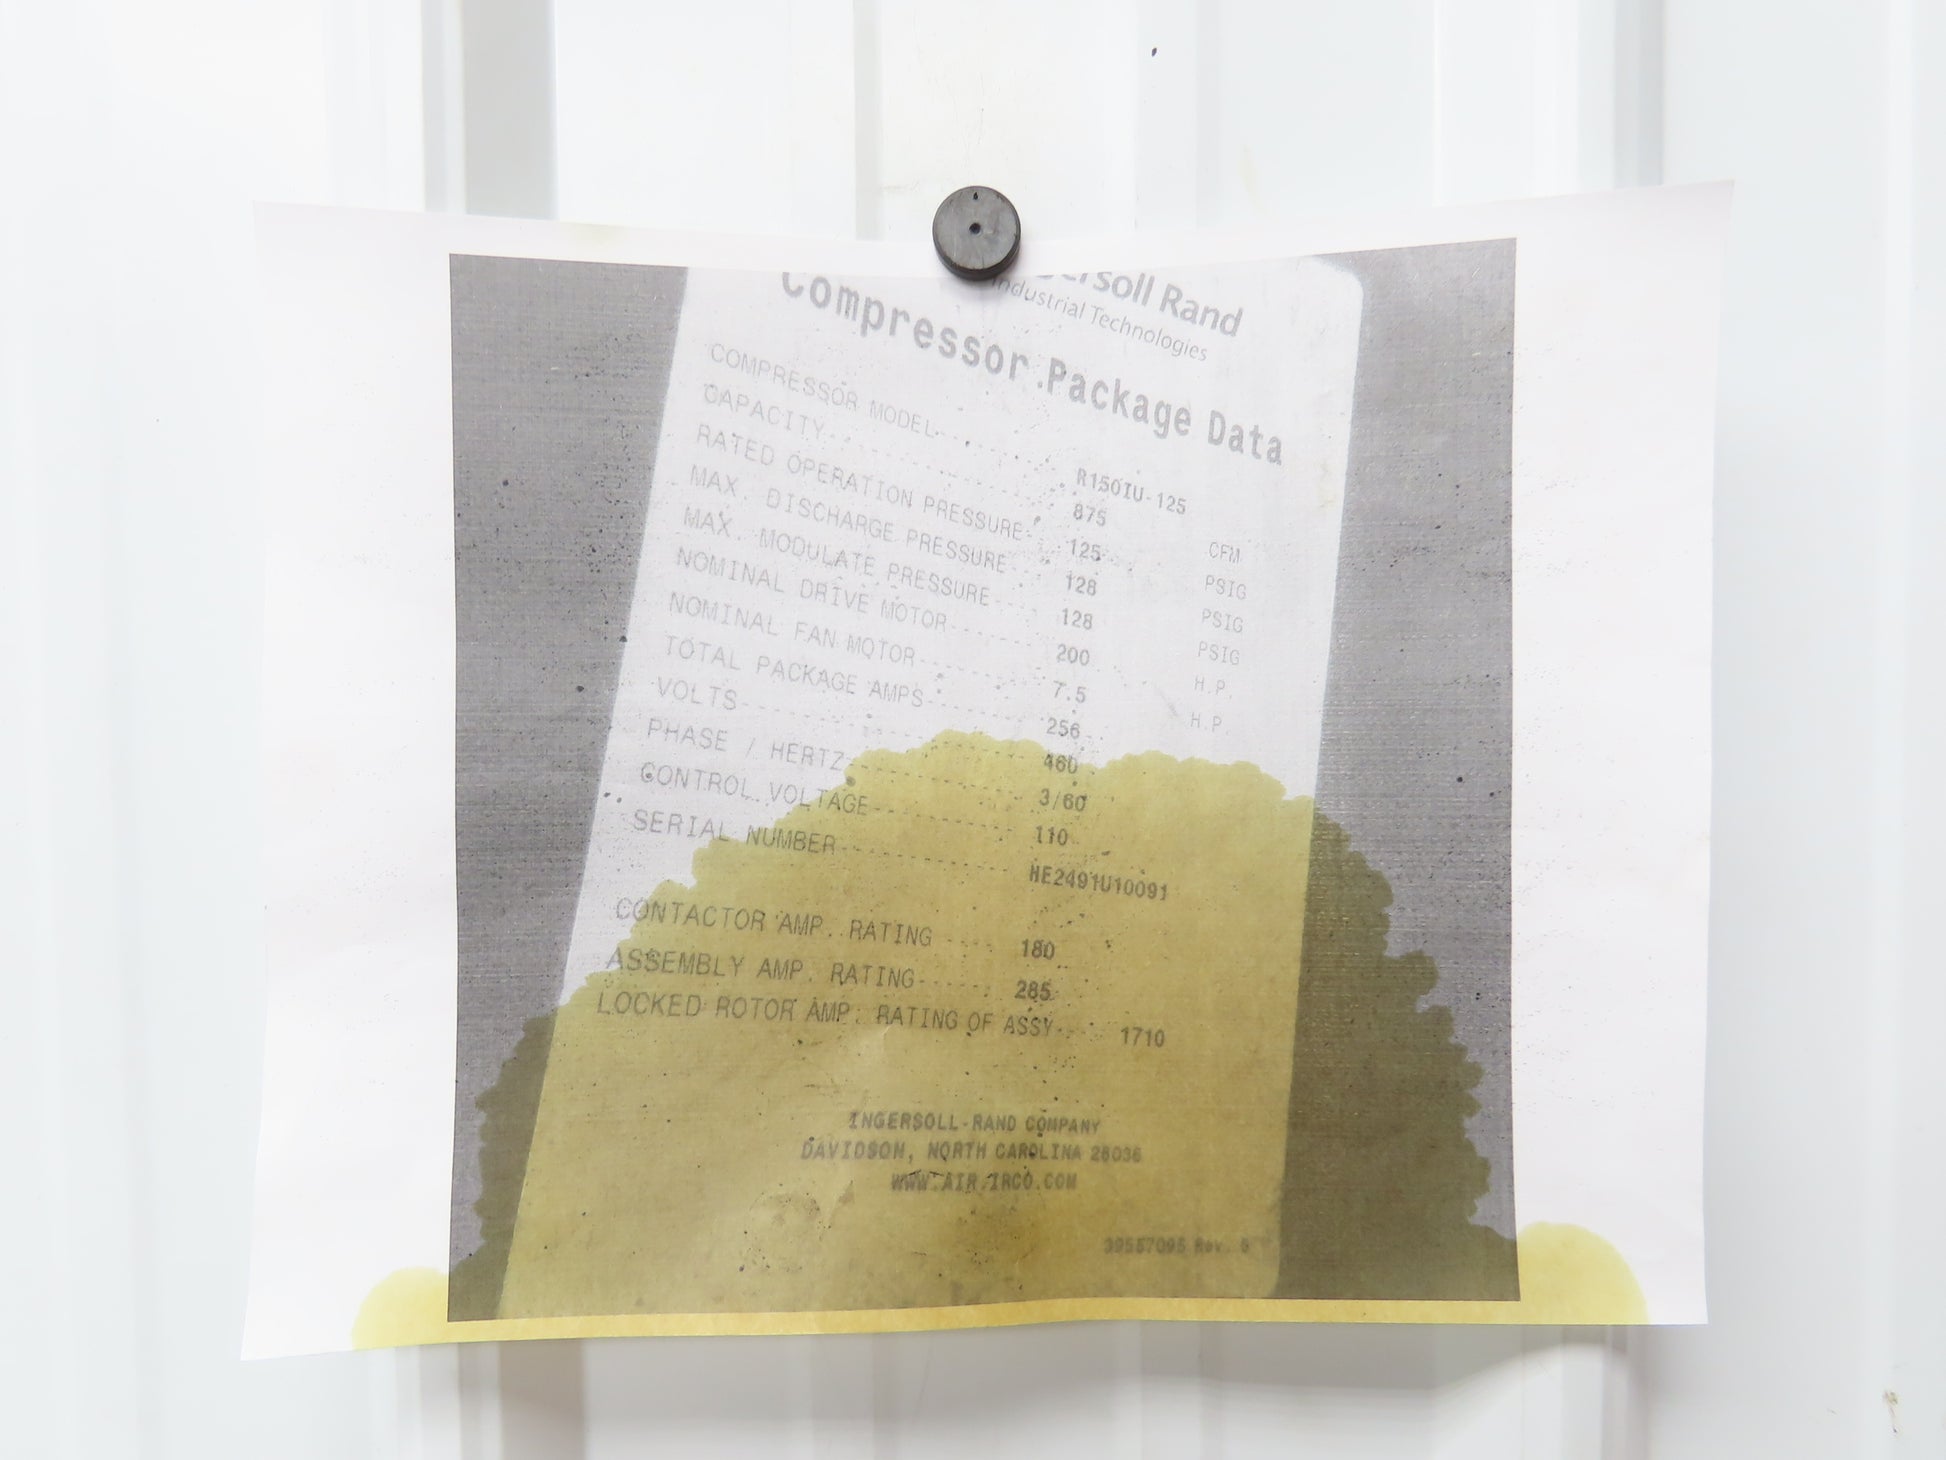 ersoll Rand
Industrial Technologies
Compressor Package Data
COMPRESSOR MODEL R150IU-125
CAPACITY 875 CFM
RATED OPERATION PRESSURE 125 PSIG
MAX. DISCHARGE PRESSURE 128 PSIG
MAX. MODULATE PRESSURE 128 PSIG
NOMINAL DRIVE MOTOR 200 H.P.
NOMINAL FAN MOTOR 7.5 H.P.
TOTAL PACKAGE AMPS 256
VOLTS 460
PHASE / HERTZ 3/60
CONTROL VOLTAGE 110
SERIAL NUMBER HE2491U10091
CONTACTOR AMP. RATING 180
ASSEMBLY AMP. RATING 285
LOCKED ROTOR AMP. RATING OF ASSY 1710
INGERSOLL-RAND COMPANY
DAVIDSON, NORTH CAROLINA 28036
WWW.AIR.IRCO.COM
39557095 Rev.